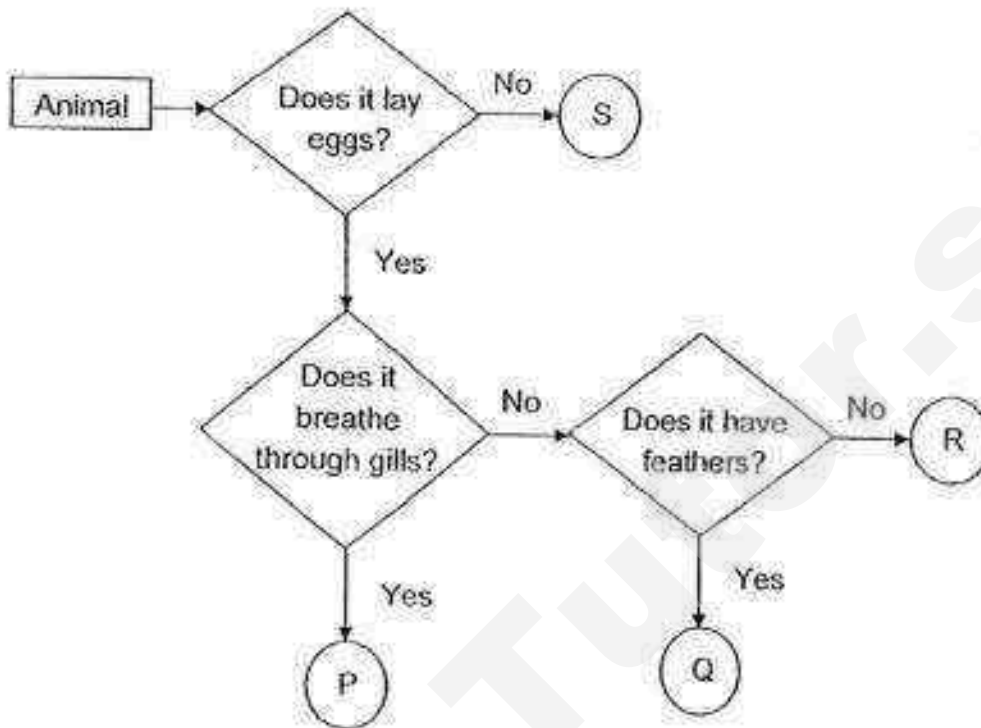 Animal
Does it lay
eggs?
No
S
Yes
Does it
breathe
through gills?
No
Does it have
feathers?
No
R
Yes
P
Yes
Q
Tutor.s